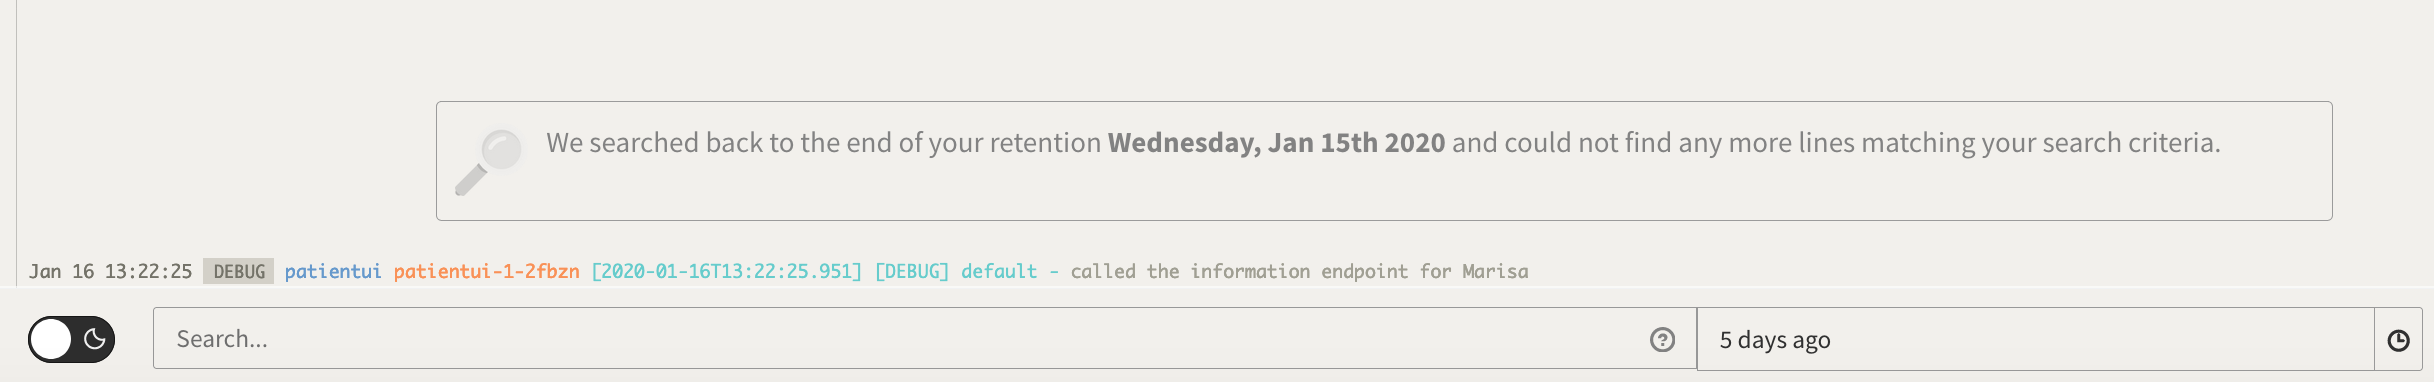 We searched back to the end of your retention Wednesday, Jan 15th 2020 and could not find any more lines matching your search criteria.
Jan 16 13:22:25 DEBUG patientui patientui-1-2fbzn [2020-01-16T13:22:25.951] [DEBUG] default - called the information endpoint for Marisa
Search... ? 5 days ago